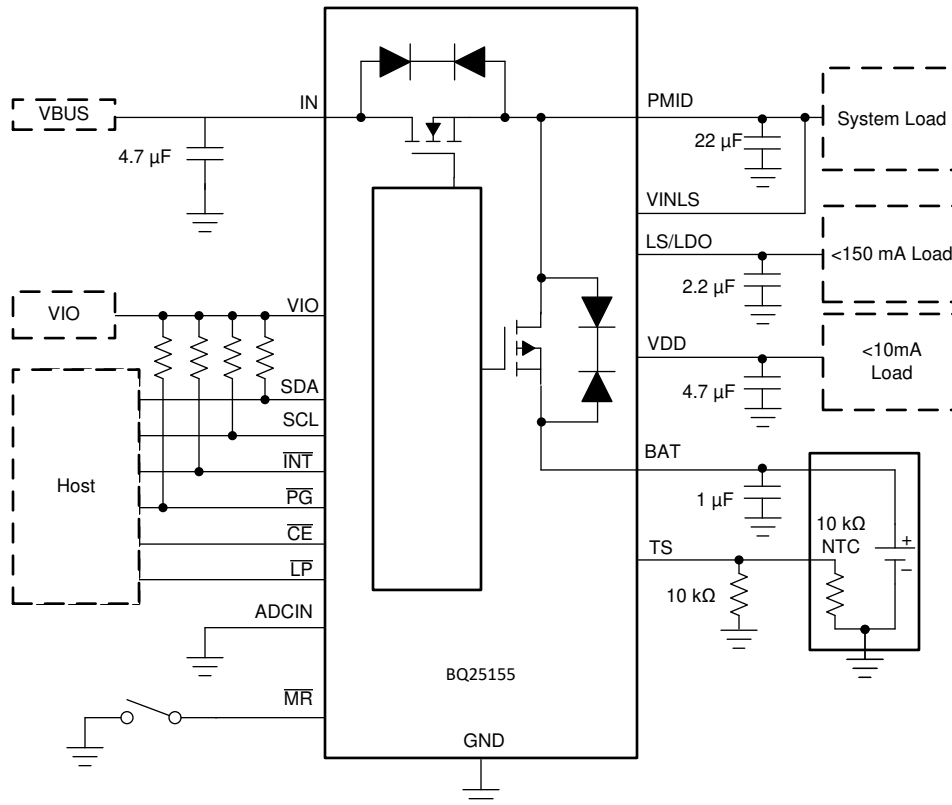 IN
PMID
VBUS
System Load
4.7 µF
22 µF
VINLS
LS/LDO
<150 mA Load
2.2 µF
VIO
VIO
VDD
<10mA
Load
4.7 µF
SDA
SCL
INT
PG
CE
LP
Host
BAT
1 µF
10 kΩ
NTC
+
−
TS
10 kΩ
ADCIN
BQ25155
MR
GND